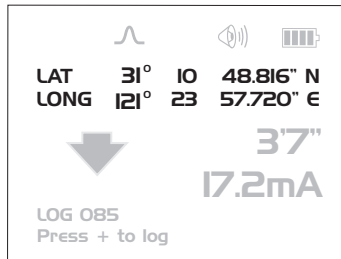 LAT 31° 10 48.816" N
LONG 121° 23 57.720" E
3'7"
17.2mA
LOG 085
Press + to log